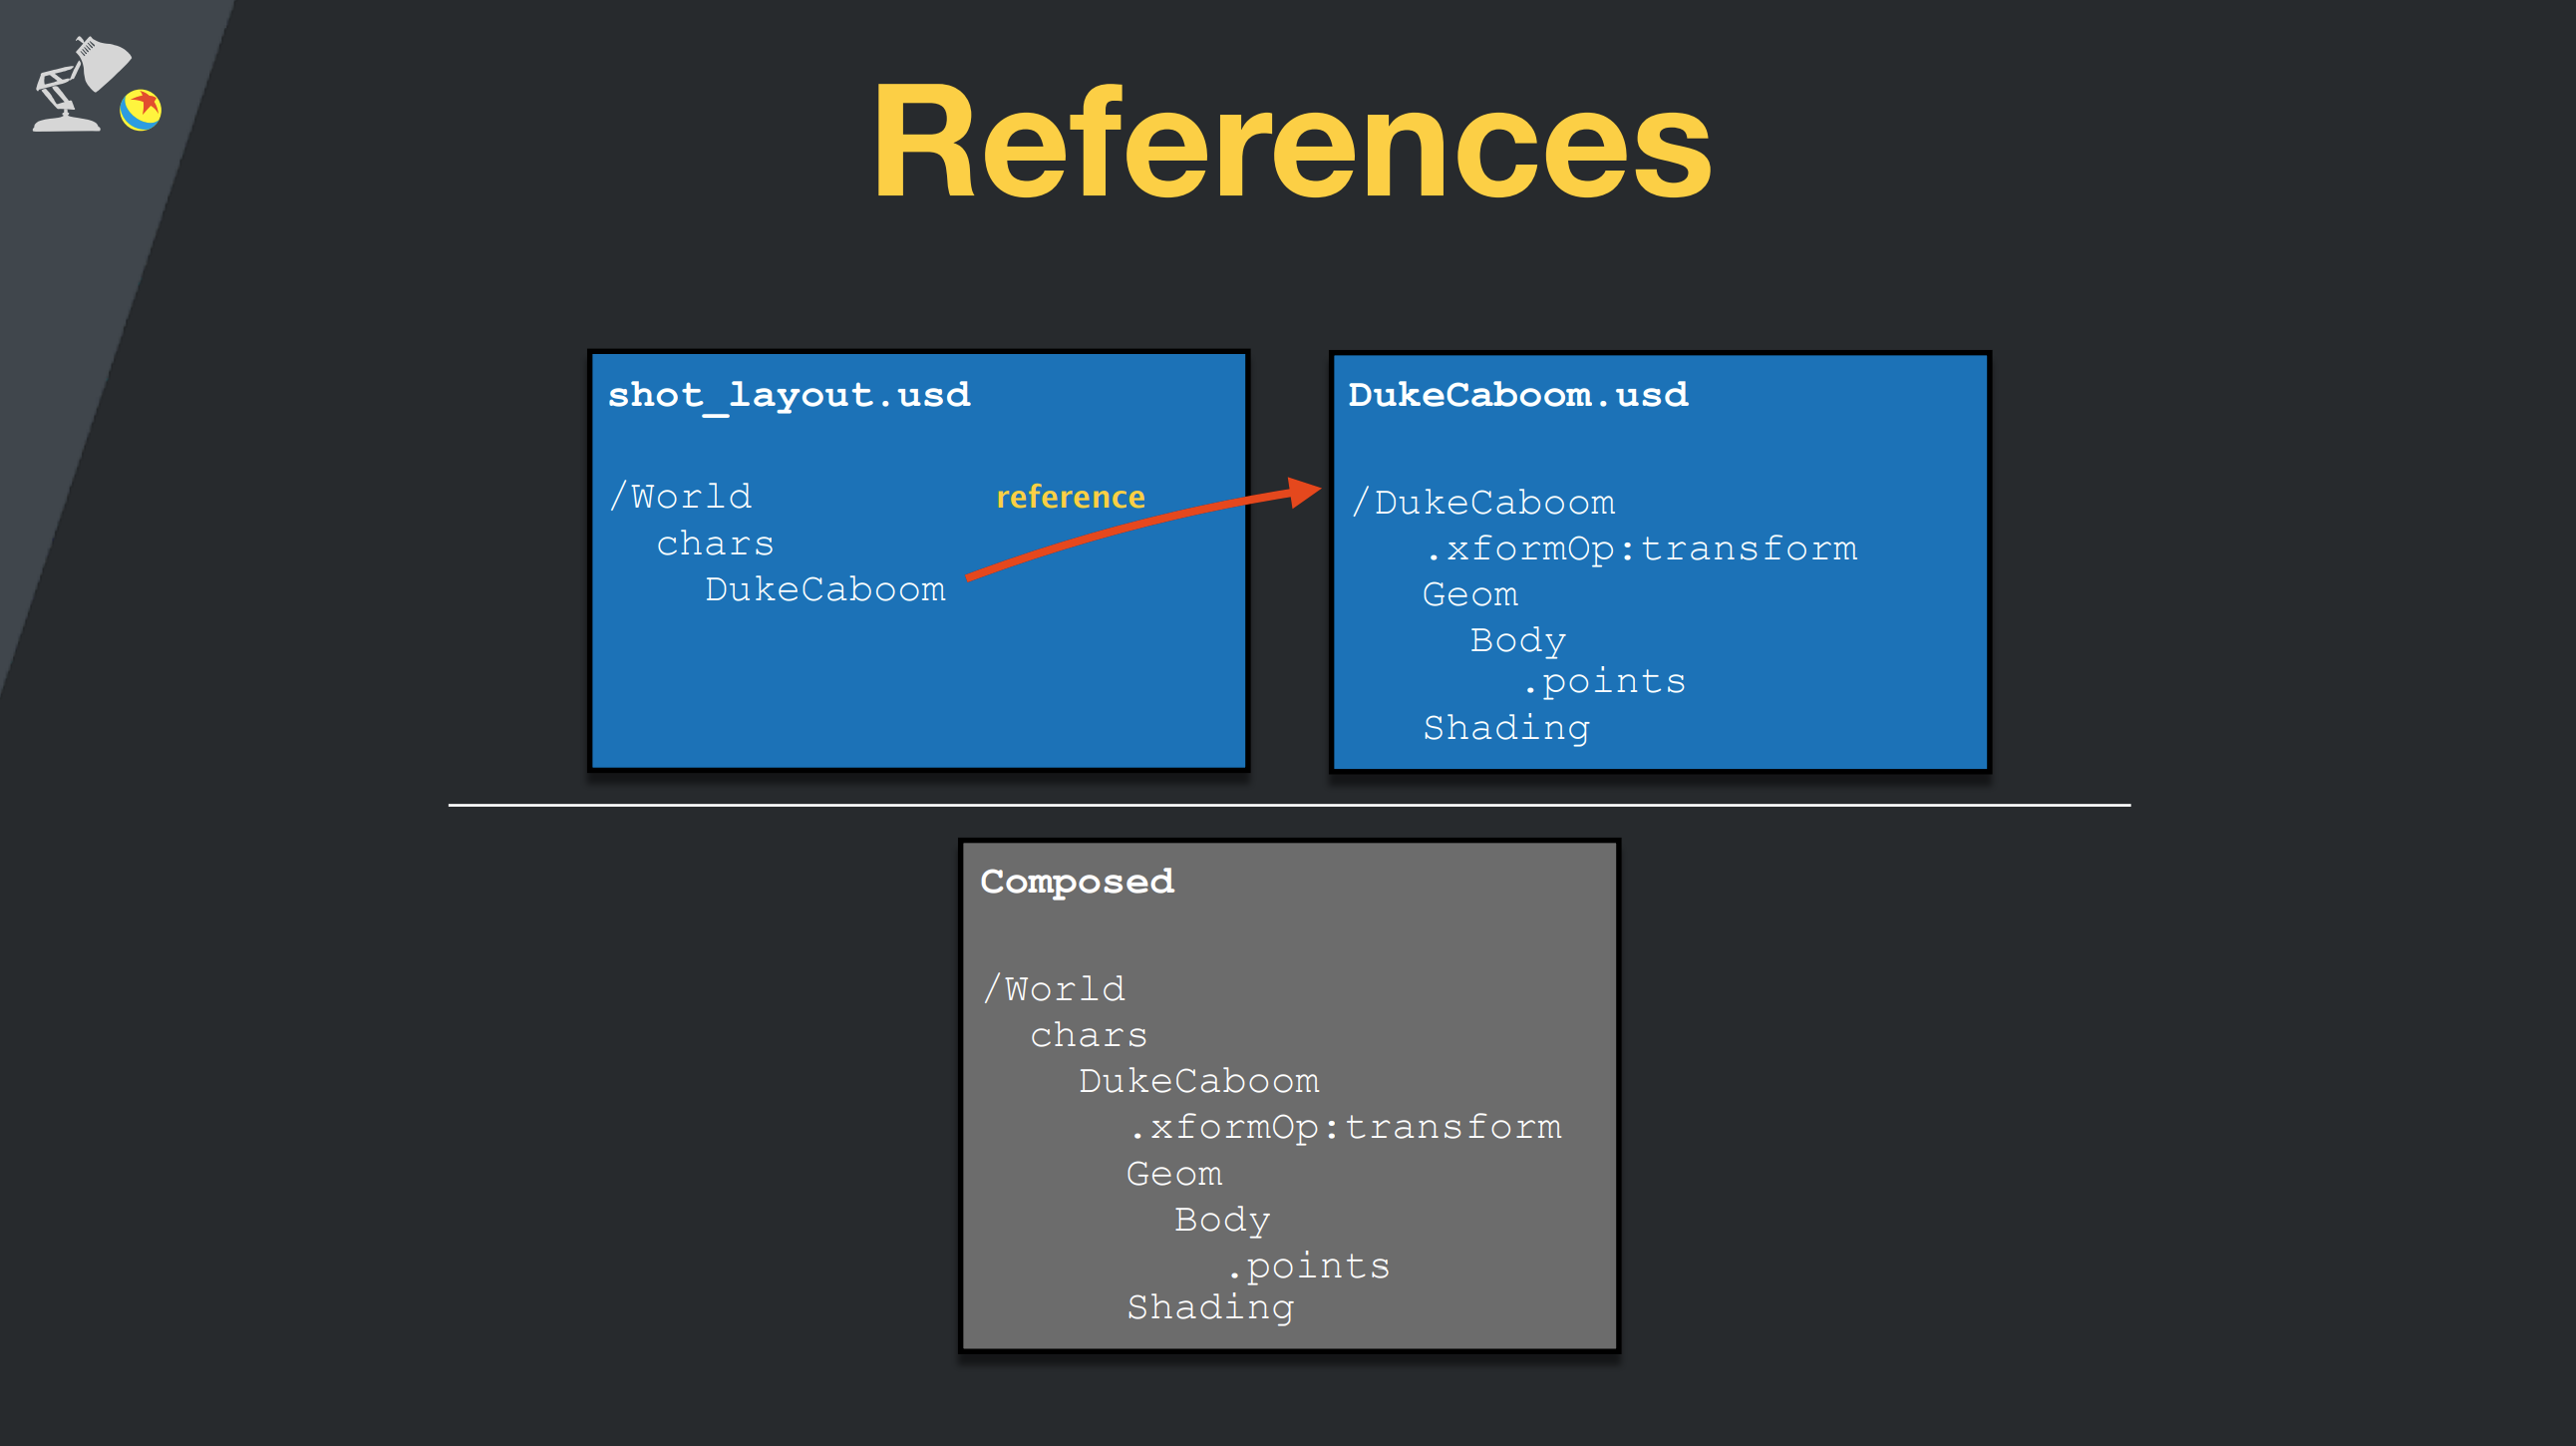 References
shot_layout.usd
/World
chars
DukeCaboom
reference
DukeCaboom.usd
/DukeCaboom
.xformOp:transform
Geom
Body
.points
Shading
Composed
/World
chars
DukeCaboom
.xformOp:transform
Geom
Body
.points
Shading